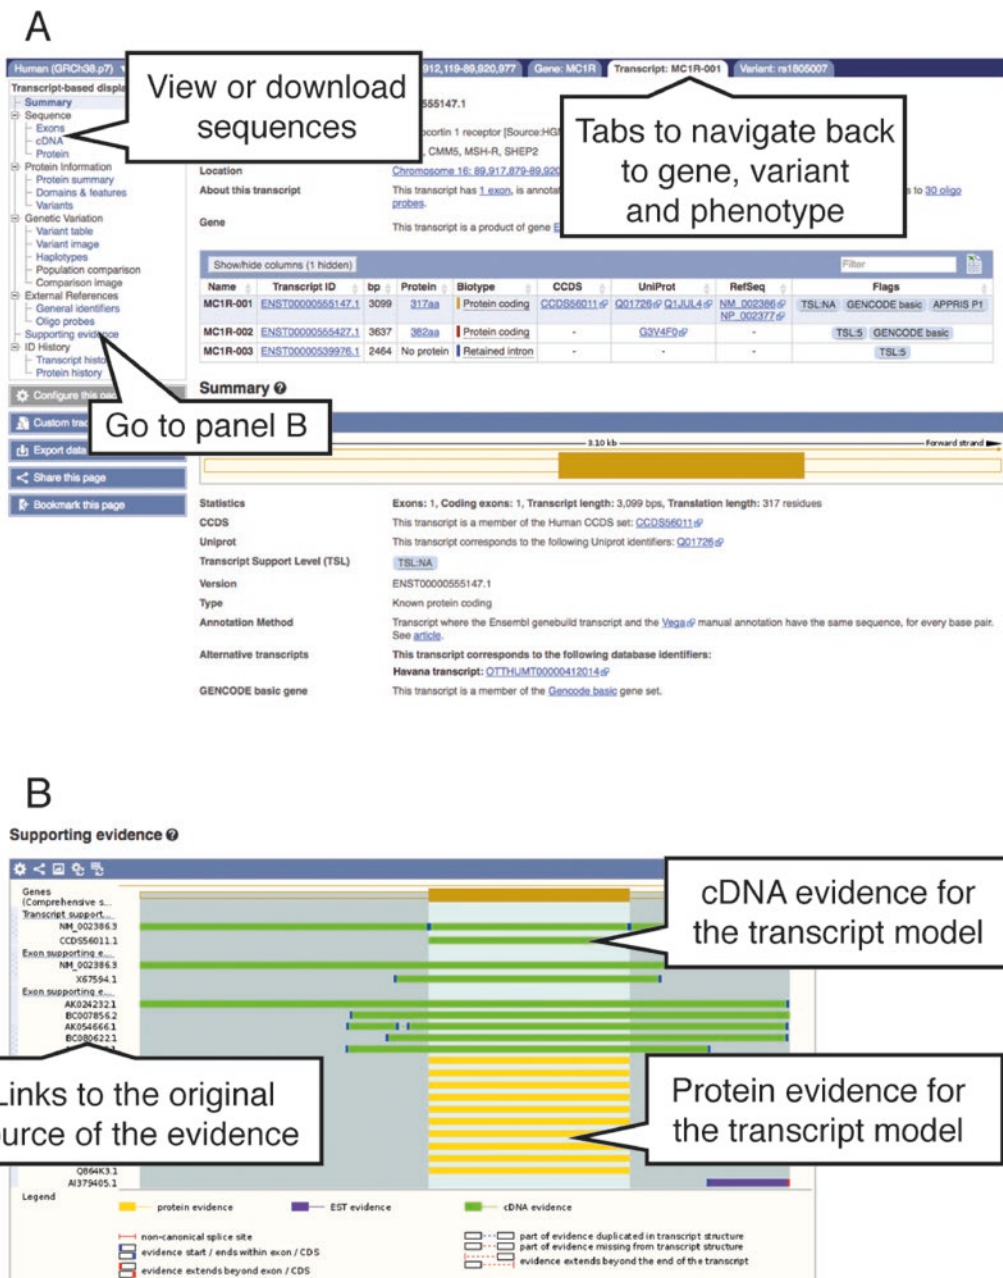 A
Human (GRCh38.p7) ▼
912,119-89,920,977
Gene: MC1R
Transcript: MC1R-001
Variant: rs1805007
View or download
sequences
Tabs to navigate back
to gene, variant
and phenotype
Transcript-based displa
Summary
Sequence
Exons
cDNA
Protein
Protein Information
Protein summary
Domains & features
Variants
Genetic Variation
Variant table
Variant image
Haplotypes
Population comparison
Comparison image
External References
General identifiers
Oligo probes
Supporting evidence
ID History
Transcript histo
Protein history
Configure this pag
Custom trac
Export data
Share this page
Bookmark this page
Go to panel B
555147.1
ocortin 1 receptor [Source:HG
, CMM5, MSH-R, SHEP2
Location Chromosome 16: 89,917,879-89,920
About this transcript This transcript has 1 exon, is annotat s to 30 oligo
probes.
Gene This transcript is a product of gene E
Show/hide columns (1 hidden) Filter
Name Transcript ID bp Protein Biotype CCDS UniProt RefSeq Flags
MC1R-001 ENST00000555147.1 3099 317aa Protein coding CCDS56011 Q01726 Q1JUL4 NM_002386 TSL:NA GENCODE basic APPRIS P1
NP_002377
MC1R-002 ENST00000555427.1 3637 382aa Protein coding - G3V4F0 - TSL:5 GENCODE basic
MC1R-003 ENST00000539976.1 2464 No protein Retained intron - - - TSL:5
Summary
3.10 kb Forward strand
Statistics Exons: 1, Coding exons: 1, Transcript length: 3,099 bps, Translation length: 317 residues
CCDS This transcript is a member of the Human CCDS set: CCDS56011
Uniprot This transcript corresponds to the following Uniprot identifiers: Q01726
Transcript Support Level (TSL) TSL:NA
Version ENST00000555147.1
Type Known protein coding
Annotation Method Transcript where the Ensembl genebuild transcript and the Vega manual annotation have the same sequence, for every base pair.
See article.
Alternative transcripts This transcript corresponds to the following database identifiers:
Havana transcript: OTTHUMT00000412014
GENCODE basic gene This transcript is a member of the Gencode basic gene set.
B
Supporting evidence
Genes
(Comprehensive s...
Transcript support...
NM_002386.3
CCDS56011.1
Exon supporting e...
NM_002386.3
X67594.1
Exon supporting e...
AK024232.1
BC007856.2
AK054666.1
BC080622.1
cDNA evidence for
the transcript model
Links to the original
ource of the evidence
Protein evidence for
the transcript model
Q864K3.1
AI379405.1
Legend
protein evidence EST evidence cDNA evidence
non-canonical splice site
evidence start / ends within exon / CDS
evidence extends beyond exon / CDS
part of evidence duplicated in transcript structure
part of evidence missing from transcript structure
evidence extends beyond the end of the transcript